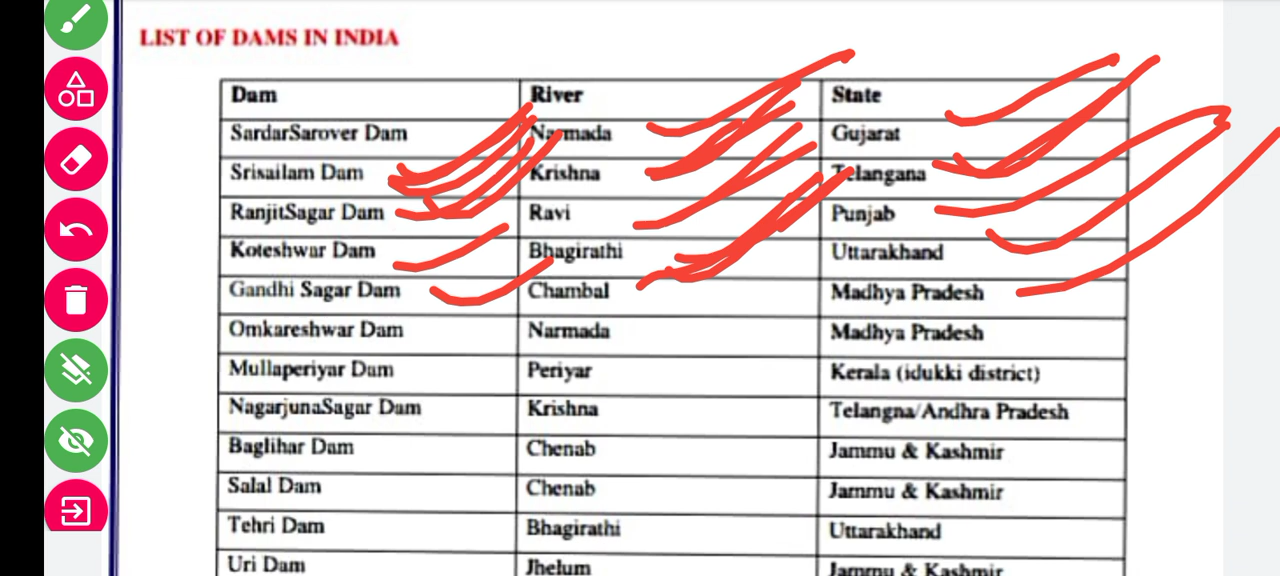 LIST OF DAMS IN INDIA
Dam River State
SardarSarover Dam Narmada Gujarat
Srisailam Dam Krishna Telangana
RanjitSagar Dam Ravi Punjab
Koteshwar Dam Bhagirathi Uttarakhand
Gandhi Sagar Dam Chambal Madhya Pradesh
Omkareshwar Dam Narmada Madhya Pradesh
Mullaperiyar Dam Periyar Kerala (idukki district)
NagarjunaSagar Dam Krishna Telangna/Andhra Pradesh
Baglihar Dam Chenab Jammu & Kashmir
Salal Dam Chenab Jammu & Kashmir
Tehri Dam Bhagirathi Uttarakhand
Uri Dam Jhelum Jammu & Kashmir